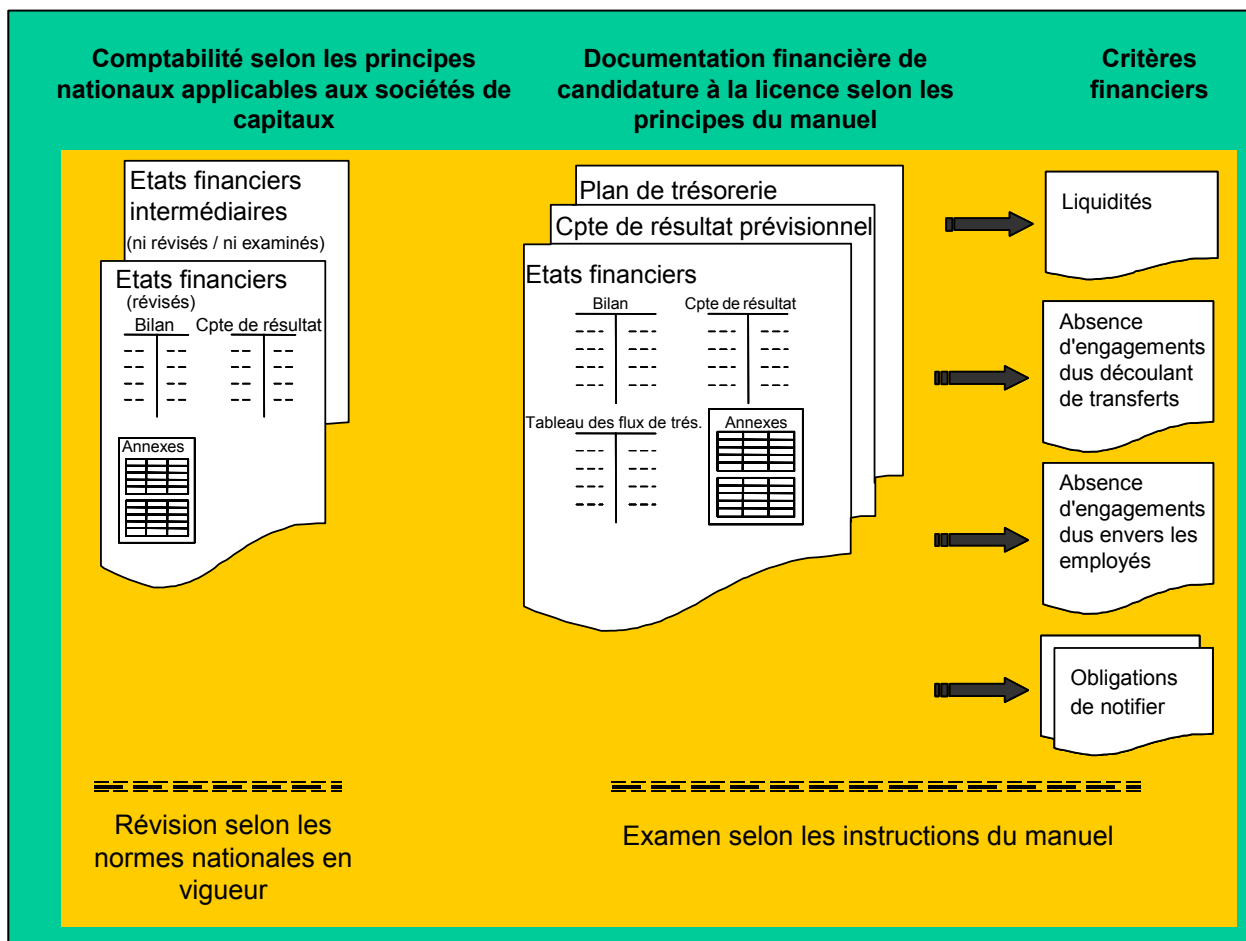 Comptabilité selon les principes
nationaux applicables aux sociétés de
capitaux
Documentation financière de
candidature à la licence selon les
principes du manuel
Critères
financiers
Etats financiers
intermédiaires
(ni révisés / ni examinés)
Etats financiers
(révisés)
Bilan
Cpte de résultat
Annexes
Plan de trésorerie
Cpte de résultat prévisionnel
Etats financiers
Bilan
Cpte de résultat
Tableau des flux de trés.
Annexes
Liquidités
Absence
d'engagements
dus découlant
de transferts
Absence
d'engagements
dus envers les
employés
Obligations
de notifier
Révision selon les
normes nationales en
vigueur
Examen selon les instructions du manuel